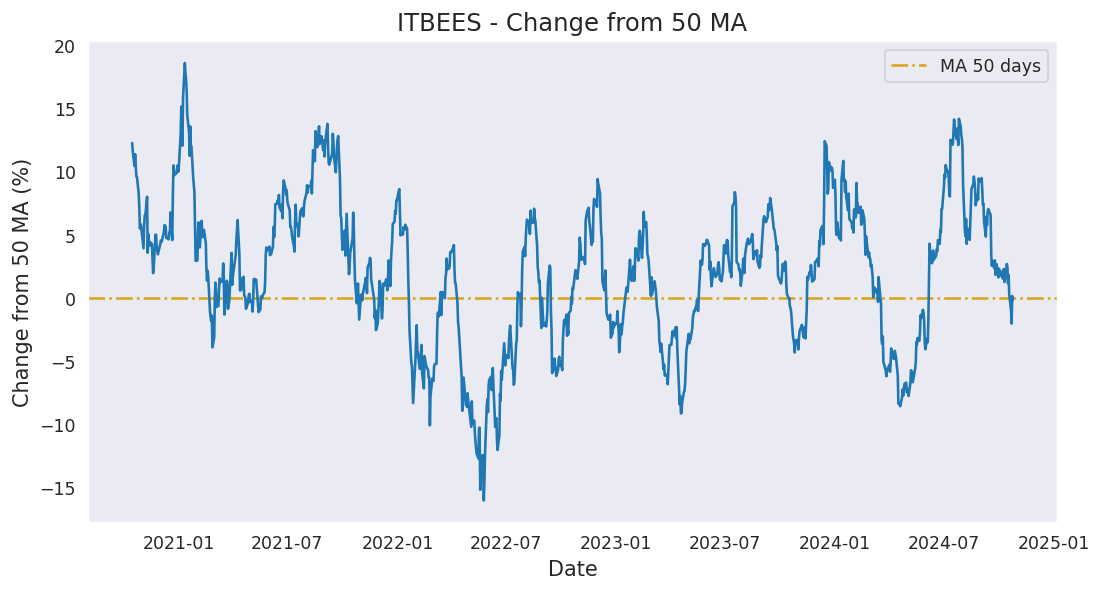 ITBEES - Change from 50 MA
MA 50 days
Change from 50 MA (%)
20
15
10
5
0
−5
−10
−15
2021-01 2021-07 2022-01 2022-07 2023-01 2023-07 2024-01 2024-07 2025-01
Date